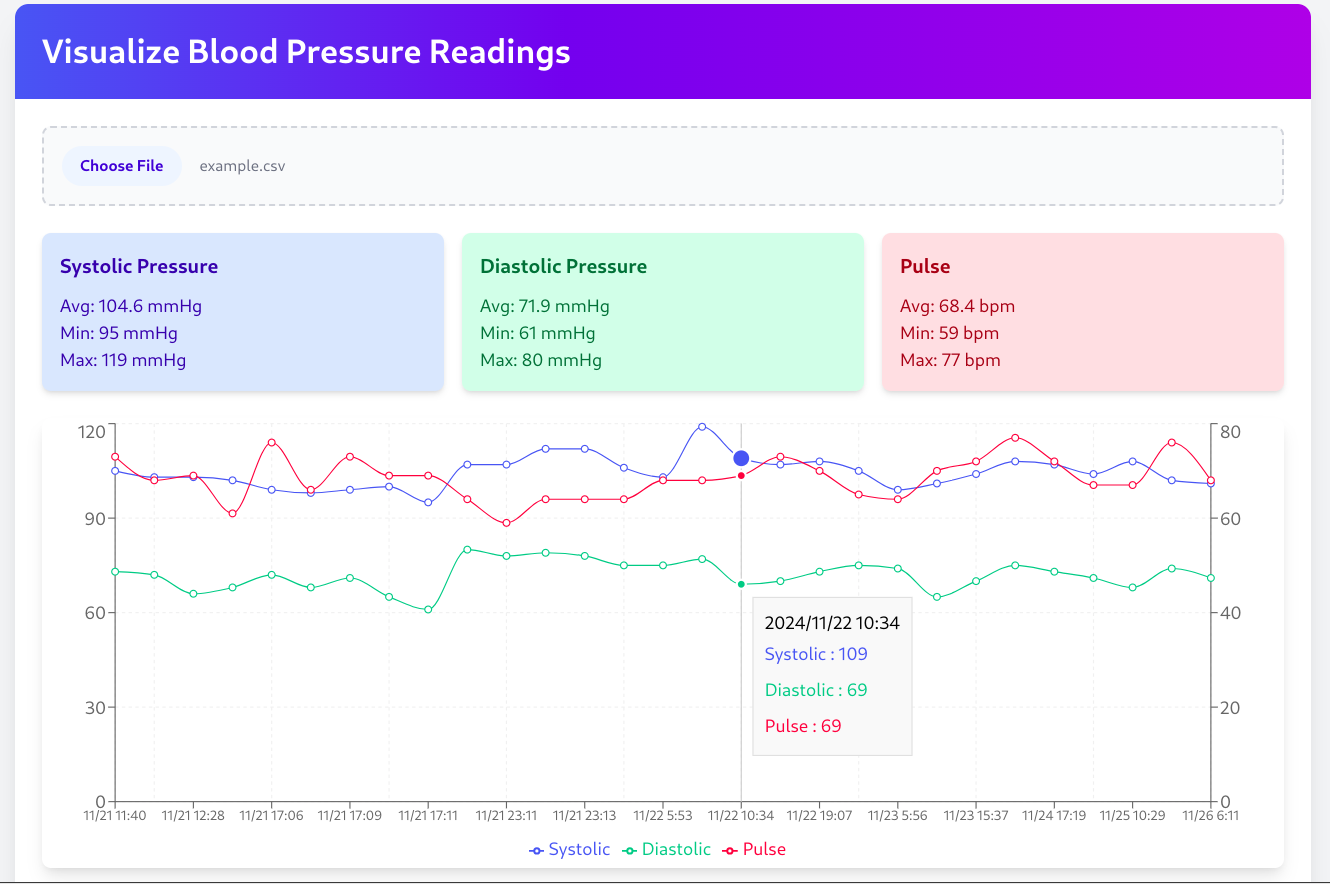 Visualize Blood Pressure Readings
Choose File example.csv
Systolic Pressure
Avg: 104.6 mmHg
Min: 95 mmHg
Max: 119 mmHg
Diastolic Pressure
Avg: 71.9 mmHg
Min: 61 mmHg
Max: 80 mmHg
Pulse
Avg: 68.4 bpm
Min: 59 bpm
Max: 77 bpm
120 80
90 60
60 40
2024/11/22 10:34
Systolic : 109
Diastolic : 69
30 20
Pulse : 69
0 0
11/21 11:40 11/21 12:28 11/21 17:06 11/21 17:09 11/21 17:11 11/21 23:11 11/21 23:13 11/22 5:53 11/22 10:34 11/22 19:07 11/23 5:56 11/23 15:37 11/24 17:19 11/25 10:29 11/26 6:11
Systolic Diastolic Pulse